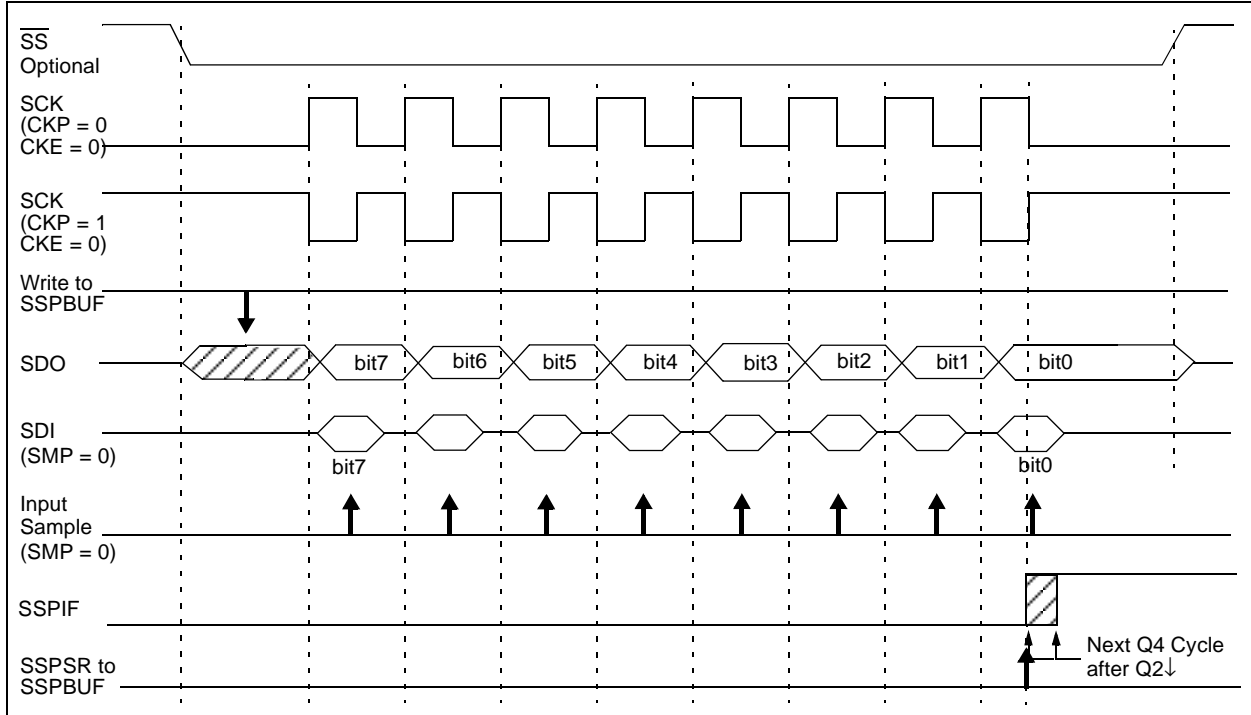 SS
Optional
SCK
(CKP = 0
CKE = 0)
SCK
(CKP = 1
CKE = 0)
Write to
SSPBUF
SDO
bit7
bit6
bit5
bit4
bit3
bit2
bit1
bit0
SDI
(SMP = 0)
bit7
bit0
Input
Sample
(SMP = 0)
SSPIF
Next Q4 Cycle
after Q2↓
SSPSR to
SSPBUF